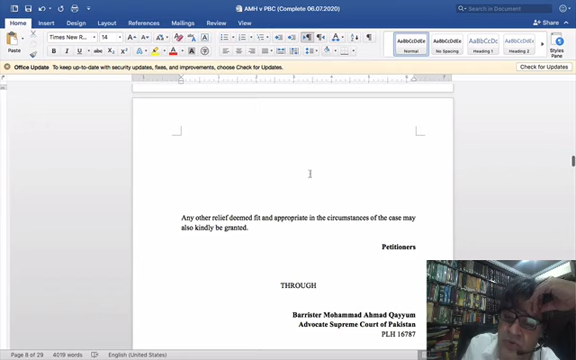 AMH v PBC (Complete 06.07.2020)
Search in Document
Home Insert Design Layout References Mailings Review View
Share
Paste
Times New Ro... 14
AaBbCcDdEe AaBbCcDdEe AaBbCcDc AaBbCcDdEe
Normal No Spacing Heading 1 Heading 2
Styles Pane
Office Update To keep up-to-date with security updates, fixes, and improvements, choose Check for Updates.
Check for Updates
Any other relief deemed fit and appropriate in the circumstances of the case may
also kindly be granted.
Petitioners
THROUGH
Barrister Mohammad Ahmad Qayyum
Advocate Supreme Court of Pakistan
PLH 16787
Page 8 of 29 4019 words English (United States)